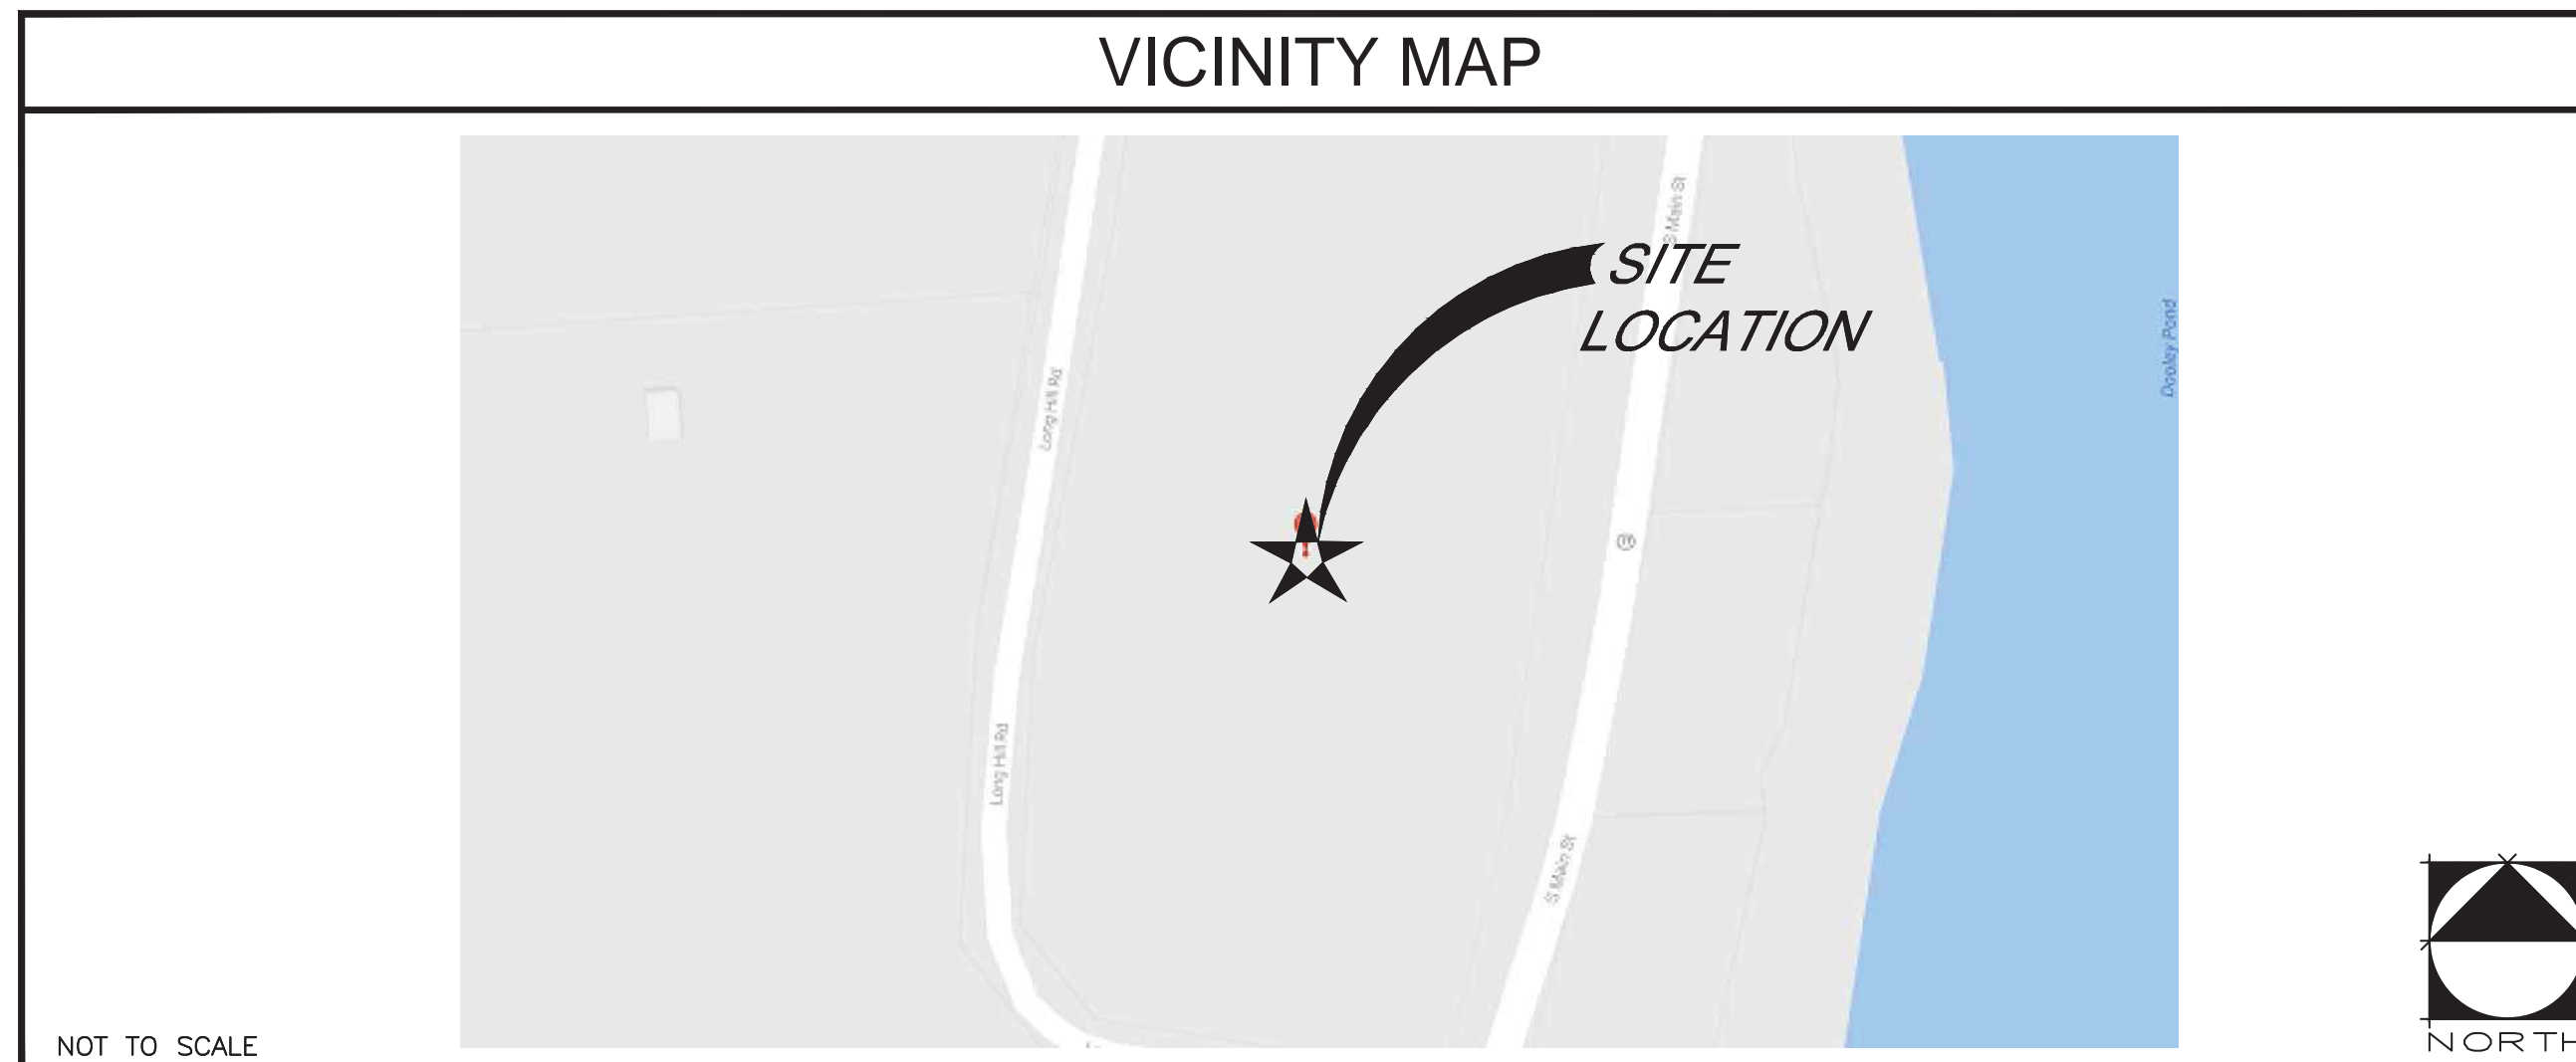 VICINITY MAP
S Main St
SITE
LOCATION
Dooley Pond
Long Hill Rd
Long Hill Rd
S Main St
NOT TO SCALE
NORTH